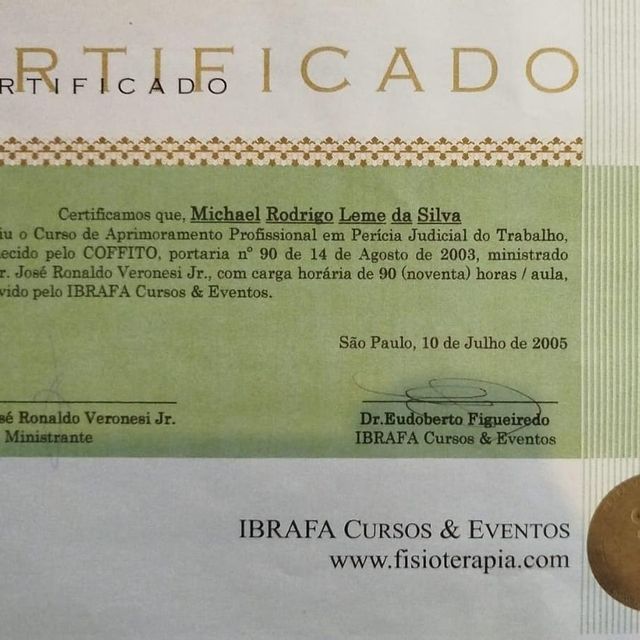 RTIFICADO
RTIFICADO
Certificamos que, Michael Rodrigo Leme da Silva
iu o Curso de Aprimoramento Profissional em Perícia Judicial do Trabalho,
ecido pelo COFFITO, portaria nº 90 de 14 de Agosto de 2003, ministrado
r. José Ronaldo Veronesi Jr., com carga horária de 90 (noventa) horas / aula,
vido pelo IBRAFA Cursos & Eventos.
São Paulo, 10 de Julho de 2005
sé Ronaldo Veronesi Jr.
Ministrante
Dr.Eudoberto Figueiredo
IBRAFA Cursos & Eventos
IBRAFA CURSOS & EVENTOS
www.fisioterapia.com